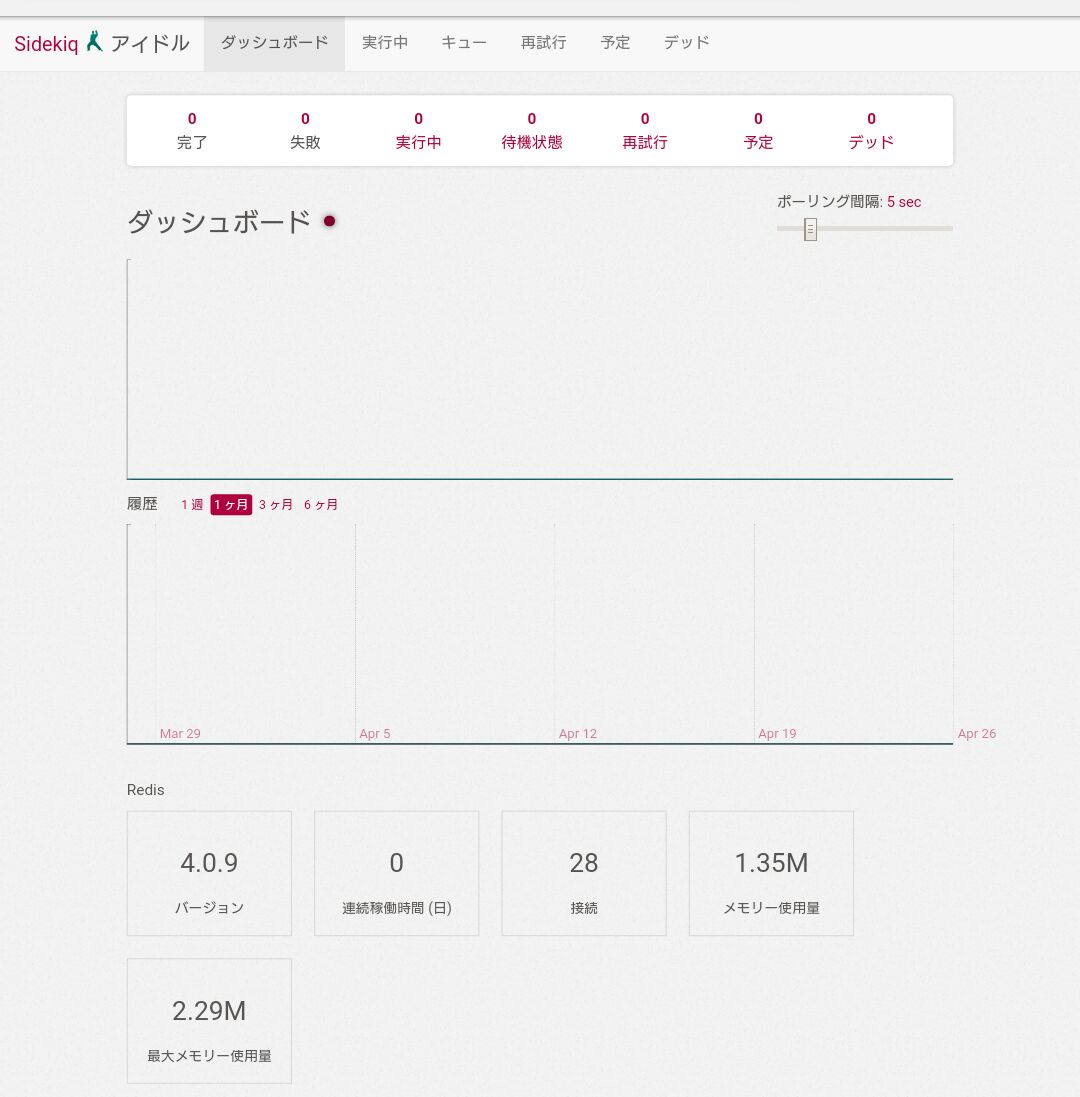 Sidekiq アイドル ダッシュボード 実行中 キュー 再試行 予定 デッド
0 0 0 0 0 0 0
完了 失敗 実行中 待機状態 再試行 予定 デッド
ポーリング間隔: 5 sec
ダッシュボード
履歴 1 週 1 ヶ月 3 ヶ月 6 ヶ月
Mar 29 Apr 5 Apr 12 Apr 19 Apr 26
Redis
4.0.9 0 28 1.35M
バージョン 連続稼働時間 (日) 接続 メモリー使用量
2.29M
最大メモリー使用量